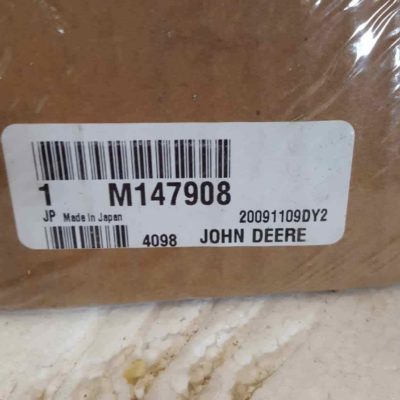 1 M147908
JP Made in Japan 20091109DY2
4098 JOHN DEERE